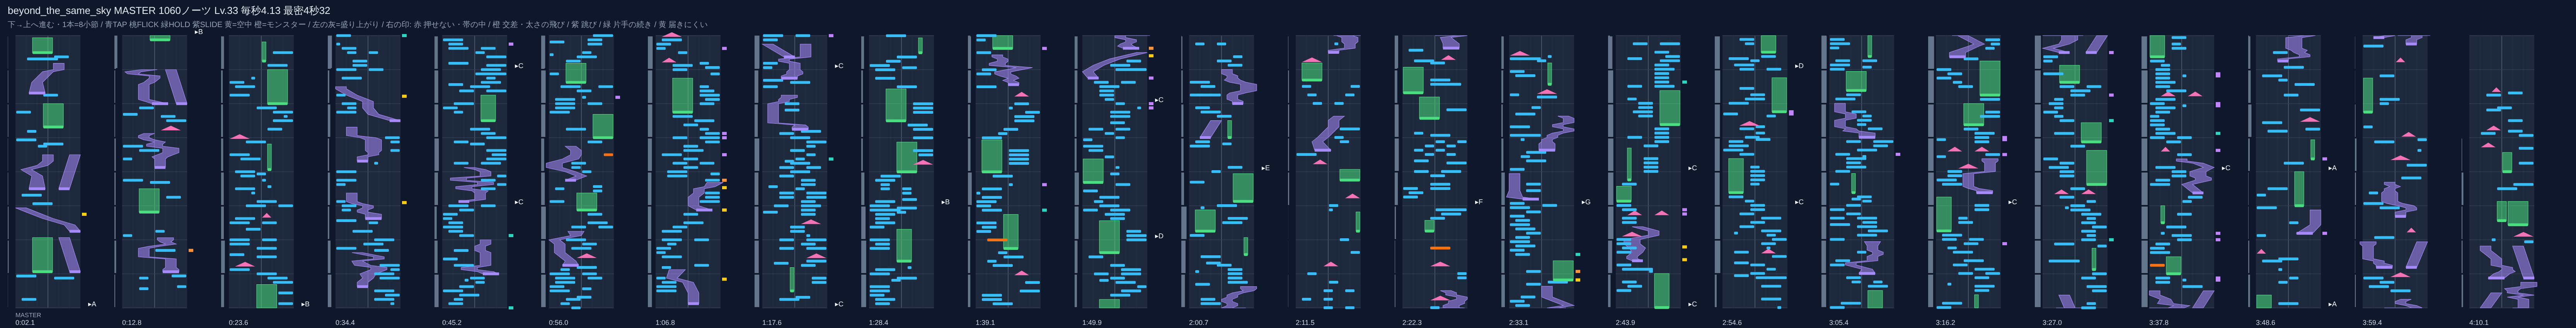 beyond_the_same_sky MASTER 1060ノーツ Lv.33 毎秒4.13 最密4秒32
下→上へ進む・1本=8小節 / 青TAP 桃FLICK 緑HOLD 紫SLIDE 黄=空中 橙=モンスター / 左の灰=盛り上がり / 右の印: 赤 押せない・帯の中 / 橙 交差・太さの飛び / 紫 跳び / 緑 片手の続き / 黄 届きにくい
▸B
▸C ▸C ▸C ▸D
▸C
▸E ▸C ▸C ▸A
▸C ▸B ▸F ▸G ▸C ▸C
▸D
▸A ▸B ▸C ▸C ▸A
MASTER
0:02.1 0:12.8 0:23.6 0:34.4 0:45.2 0:56.0 1:06.8 1:17.6 1:28.4 1:39.1 1:49.9 2:00.7 2:11.5 2:22.3 2:33.1 2:43.9 2:54.6 3:05.4 3:16.2 3:27.0 3:37.8 3:48.6 3:59.4 4:10.1